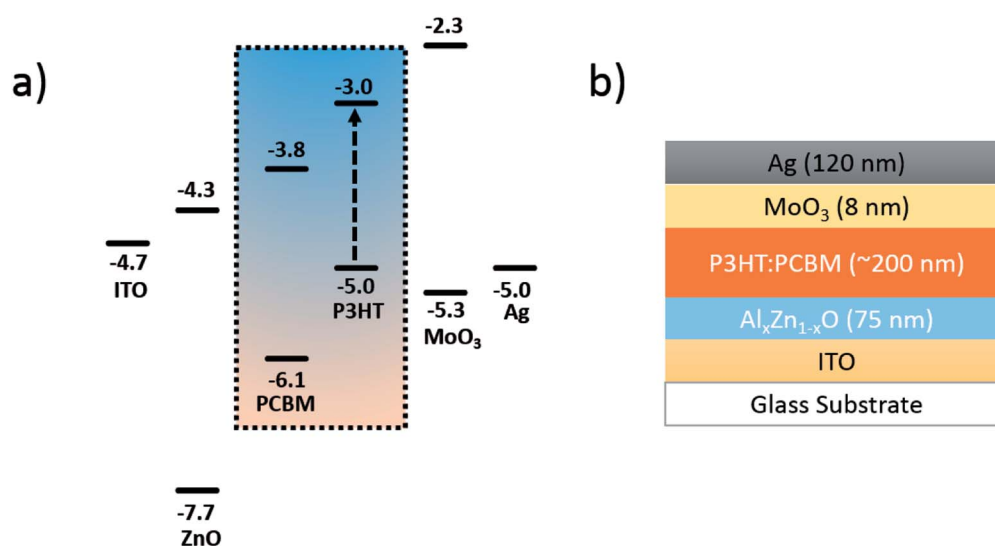 a)
-2.3
-3.0
-3.8
-4.3
-4.7
ITO
-5.0
P3HT
-5.3
MoO₃
-5.0
Ag
-6.1
PCBM
-7.7
ZnO
b)
Ag (120 nm)
MoO₃ (8 nm)
P3HT:PCBM (~200 nm)
AlₓZn₁₋ₓO (75 nm)
ITO
Glass Substrate